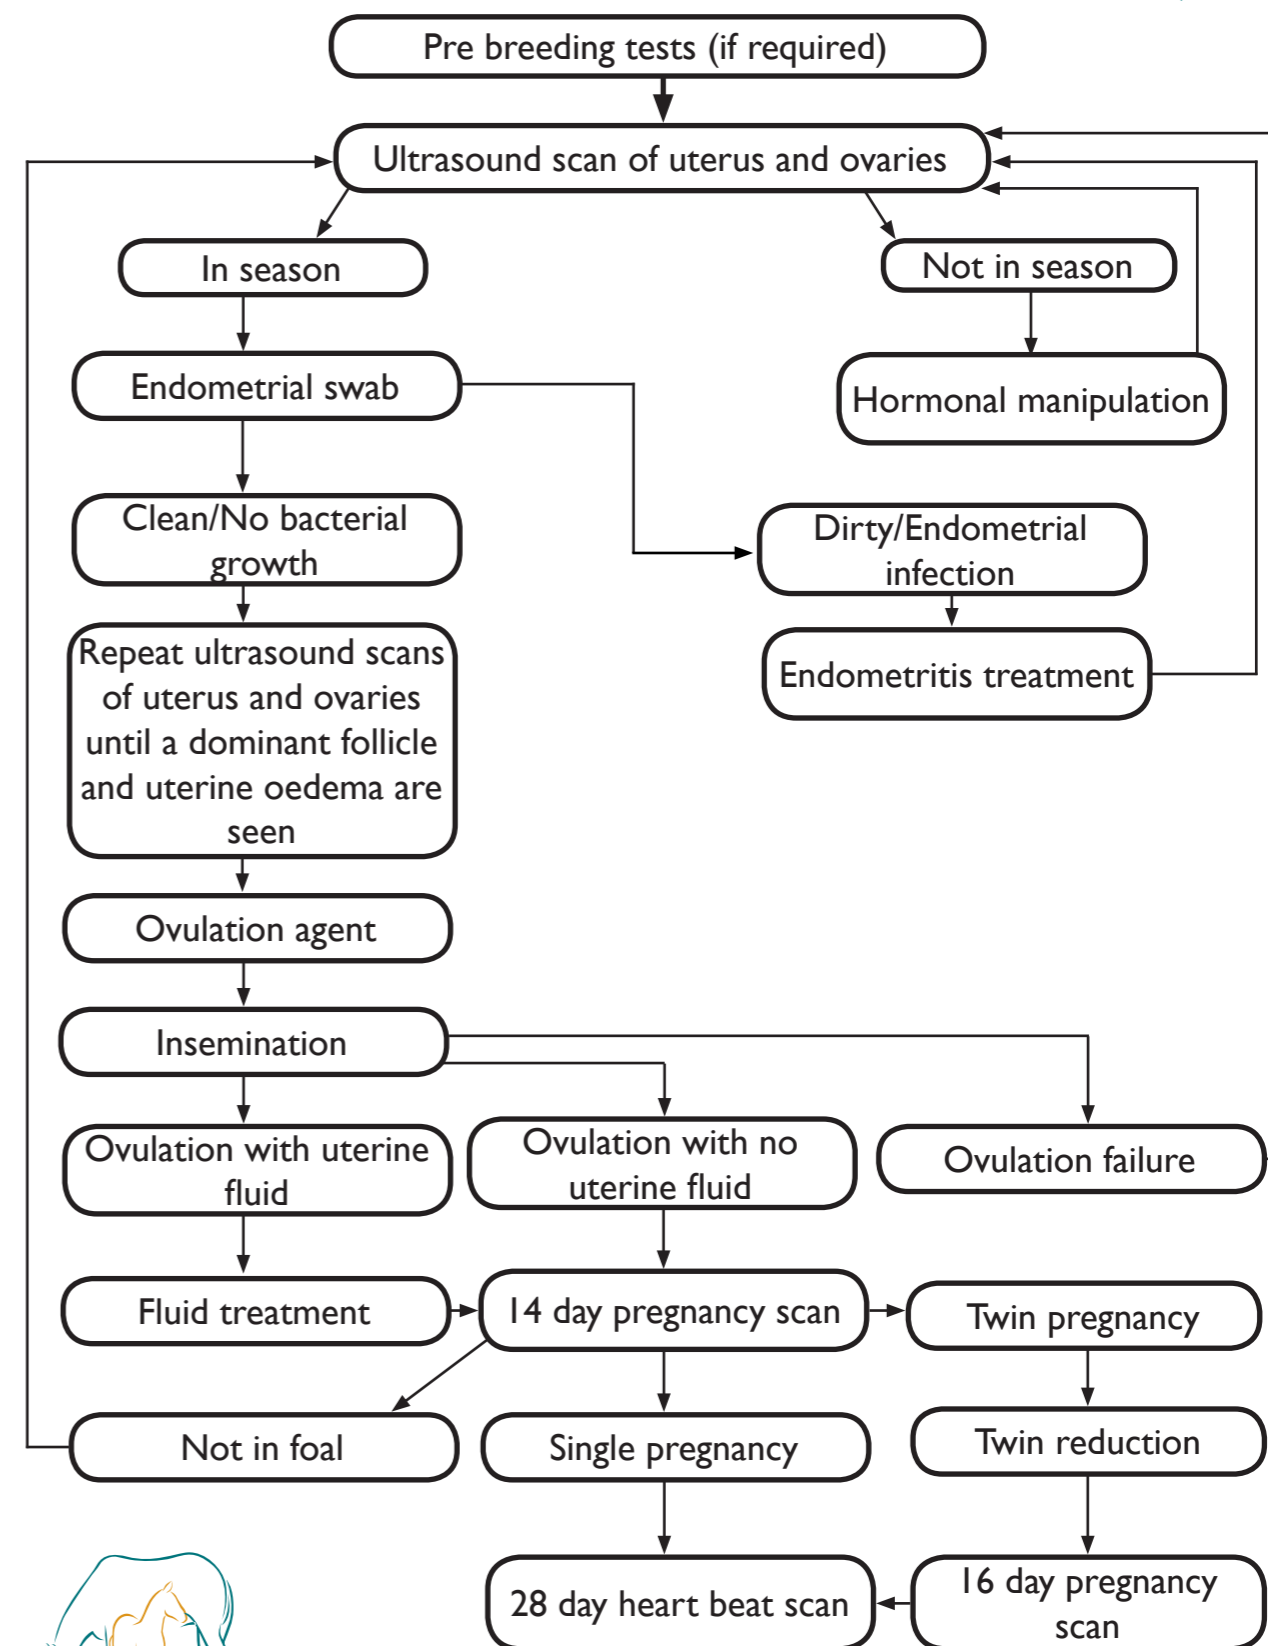 Pre breeding tests (if required)
Ultrasound scan of uterus and ovaries
In season
Not in season
Endometrial swab
Hormonal manipulation
Clean/No bacterial
growth
Dirty/Endometrial
infection
Repeat ultrasound scans
of uterus and ovaries
until a dominant follicle
and uterine oedema are
seen
Endometritis treatment
Ovulation agent
Insemination
Ovulation with uterine
fluid
Ovulation with no
uterine fluid
Ovulation failure
Fluid treatment
14 day pregnancy scan
Twin pregnancy
Not in foal
Single pregnancy
Twin reduction
28 day heart beat scan
16 day pregnancy
scan